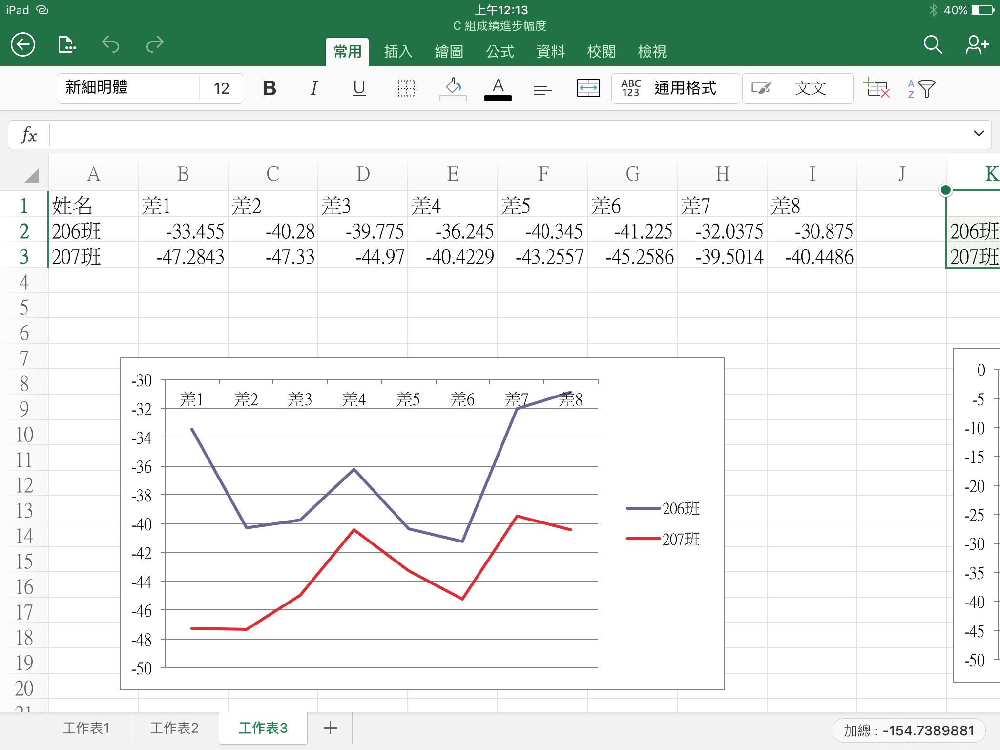 iPad 上午12:13 40%
C 組成績進步幅度
常用 插入 繪圖 公式 資料 校閱 檢視
新細明體 12 B I U A ABC 123 通用格式 文文 A Z
fx
A B C D E F G H I J K
1 姓名 差1 差2 差3 差4 差5 差6 差7 差8
2 206班 -33.455 -40.28 -39.775 -36.245 -40.345 -41.225 -32.0375 -30.875 206班
3 207班 -47.2843 -47.33 -44.97 -40.4229 -43.2557 -45.2586 -39.5014 -40.4486 207班
4
5
6
7
8
9
10
11
12
13
14
15
16
17
18
19
20
21
-30
差1 差2 差3 差4 差5 差6 差7 差8
-32
-34
-36
-38
-40
-42
-44
-46
-48
-50
206班
207班
0
-5
-10
-15
-20
-25
-30
-35
-40
-45
-50
工作表1 工作表2 工作表3 +
加總 : -154.7389881